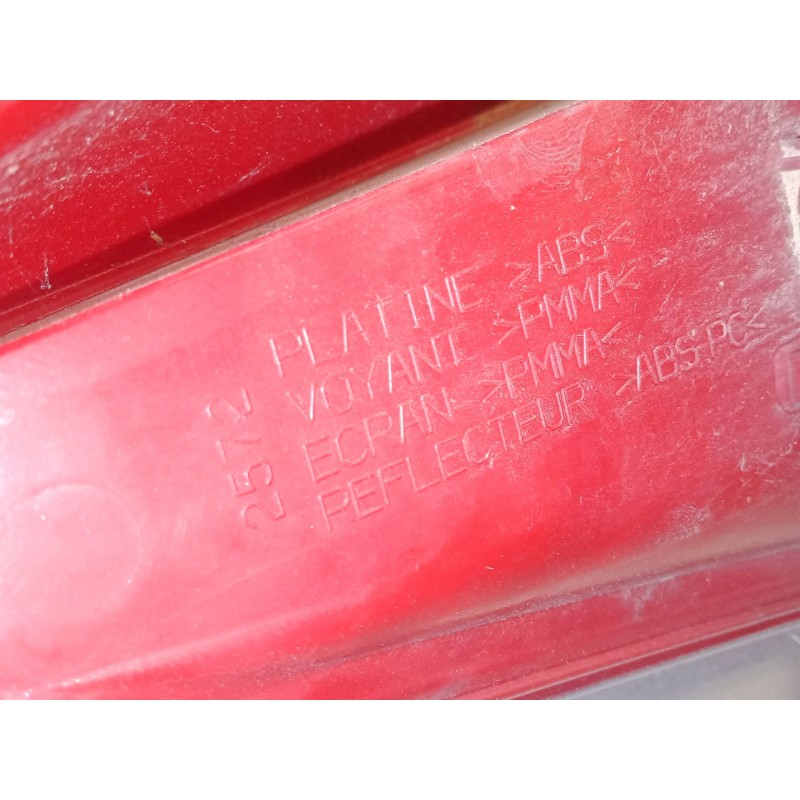 2572
PLATINE >ABS<
VOYANT >PMMA<
ECRAN >PMMA<
REFLECTEUR >ABS-PC<